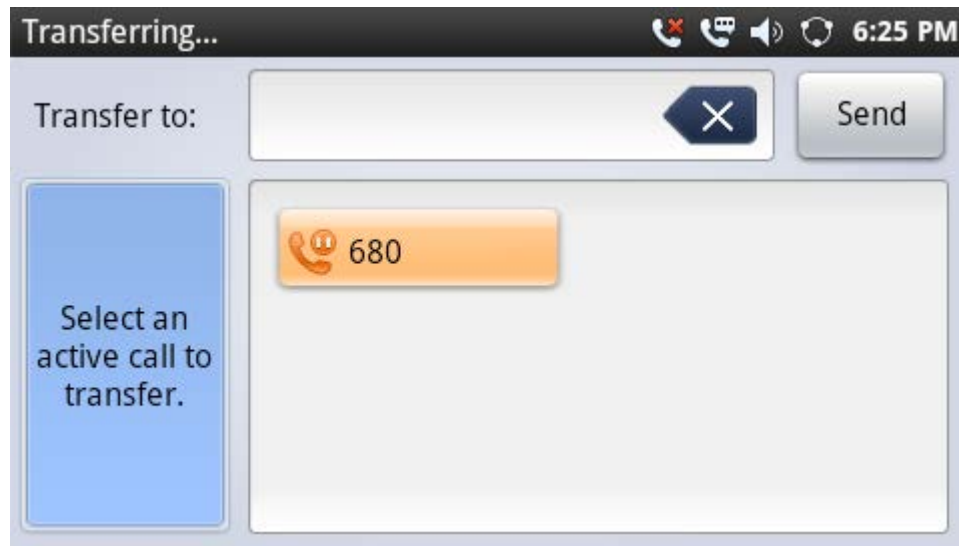 Transferring...
6:25 PM
Transfer to:
Send
680
Select an
active call to
transfer.